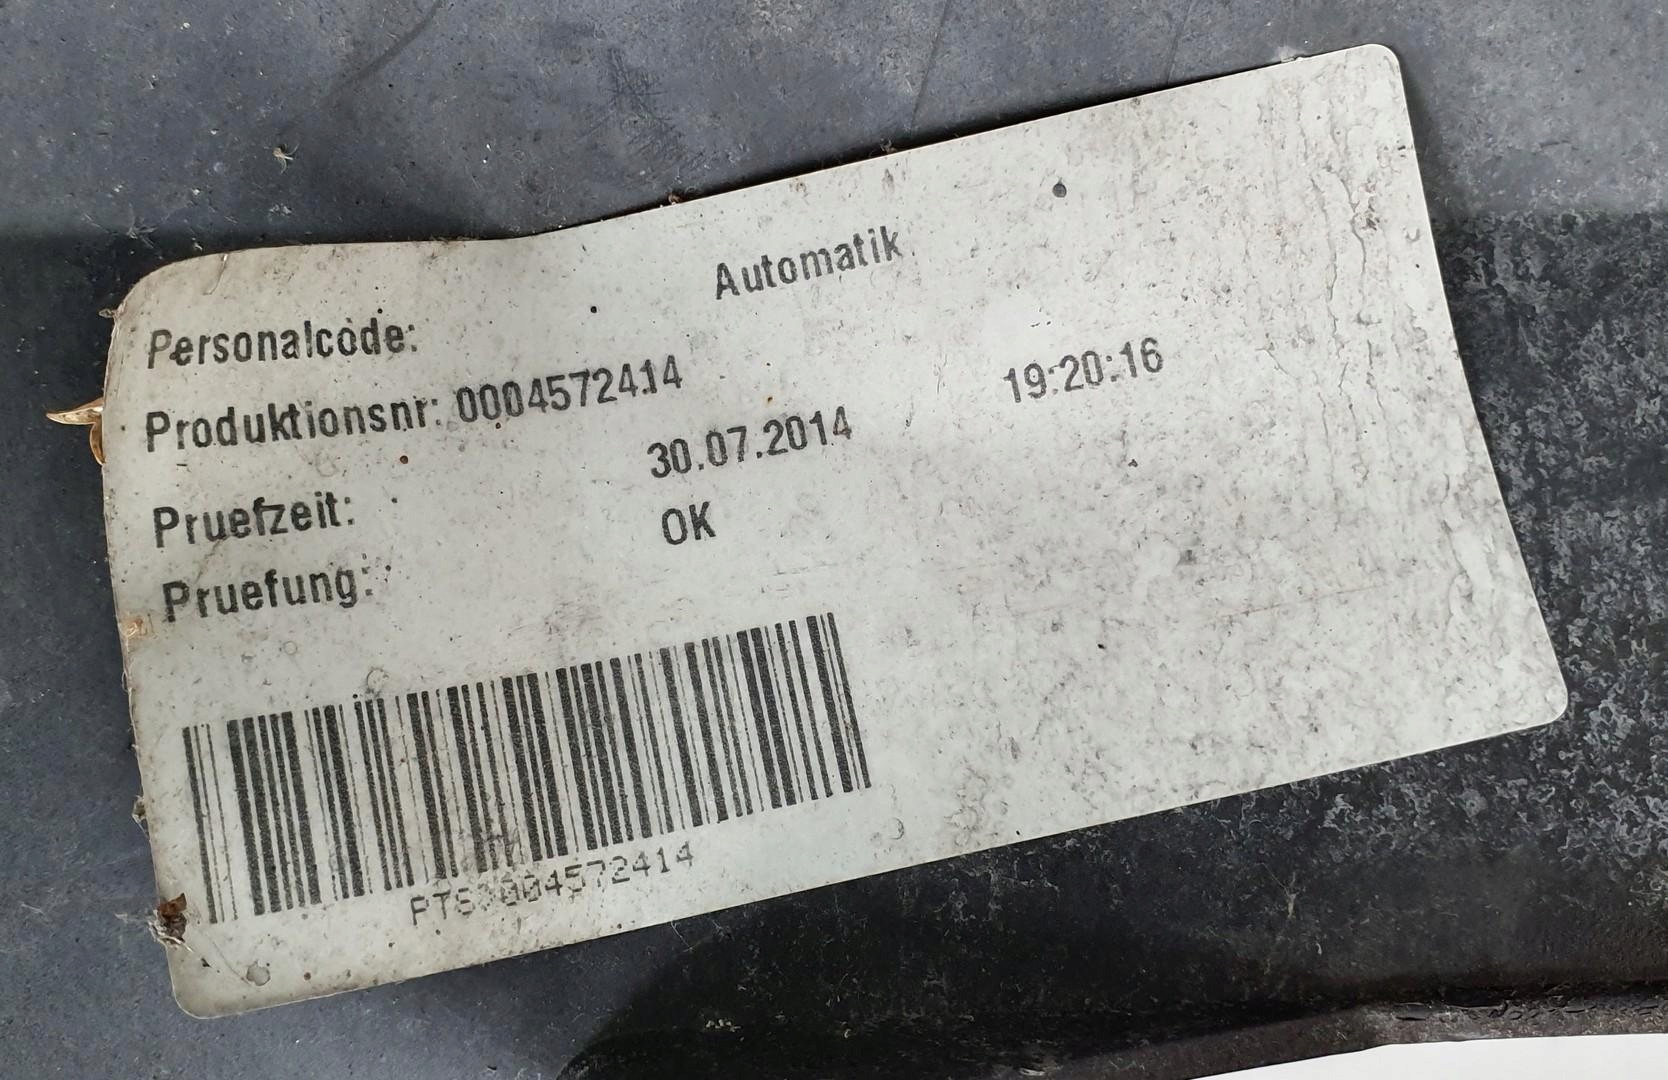 Personalcode: Automatik
Produktionsnr: 0004572414
Pruefzeit: 30.07.2014 19:20:16
Pruefung: OK